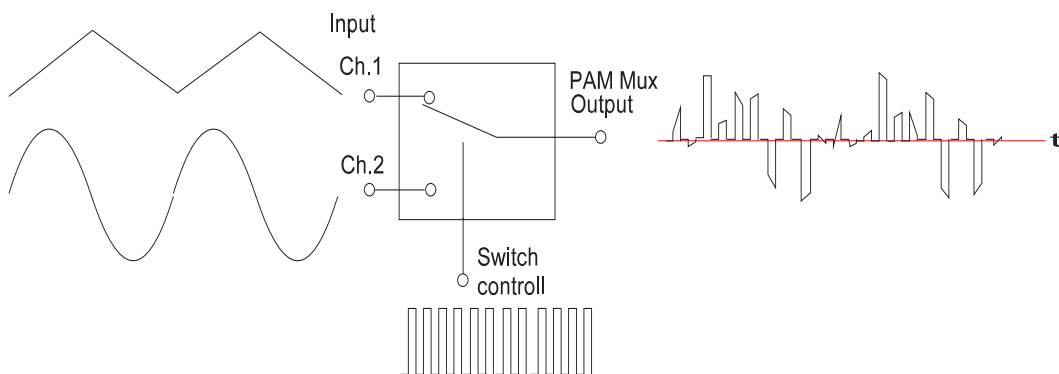 Input
Ch.1
PAM Mux
Output
t
Ch.2
Switch
controll